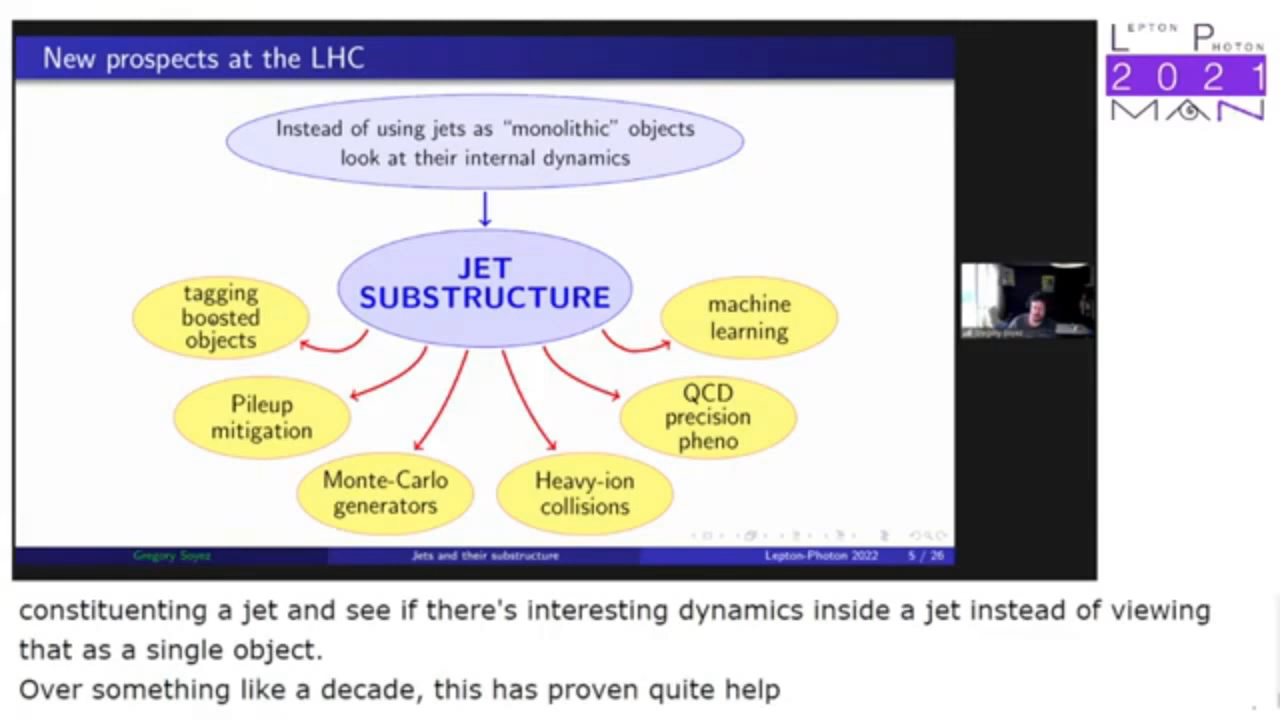 New prospects at the LHC
LEPTON PHOTON
2021
MAN
Instead of using jets as “monolithic” objects
look at their internal dynamics
JET
SUBSTRUCTURE
tagging
boosted
objects
machine
learning
Pileup
mitigation
QCD
precision
pheno
Monte-Carlo
generators
Heavy-ion
collisions
Gregory Soyez
Jets and their substructure
Lepton-Photon 2022
5 / 26
constituenting a jet and see if there's interesting dynamics inside a jet instead of viewing
that as a single object.
Over something like a decade, this has proven quite help